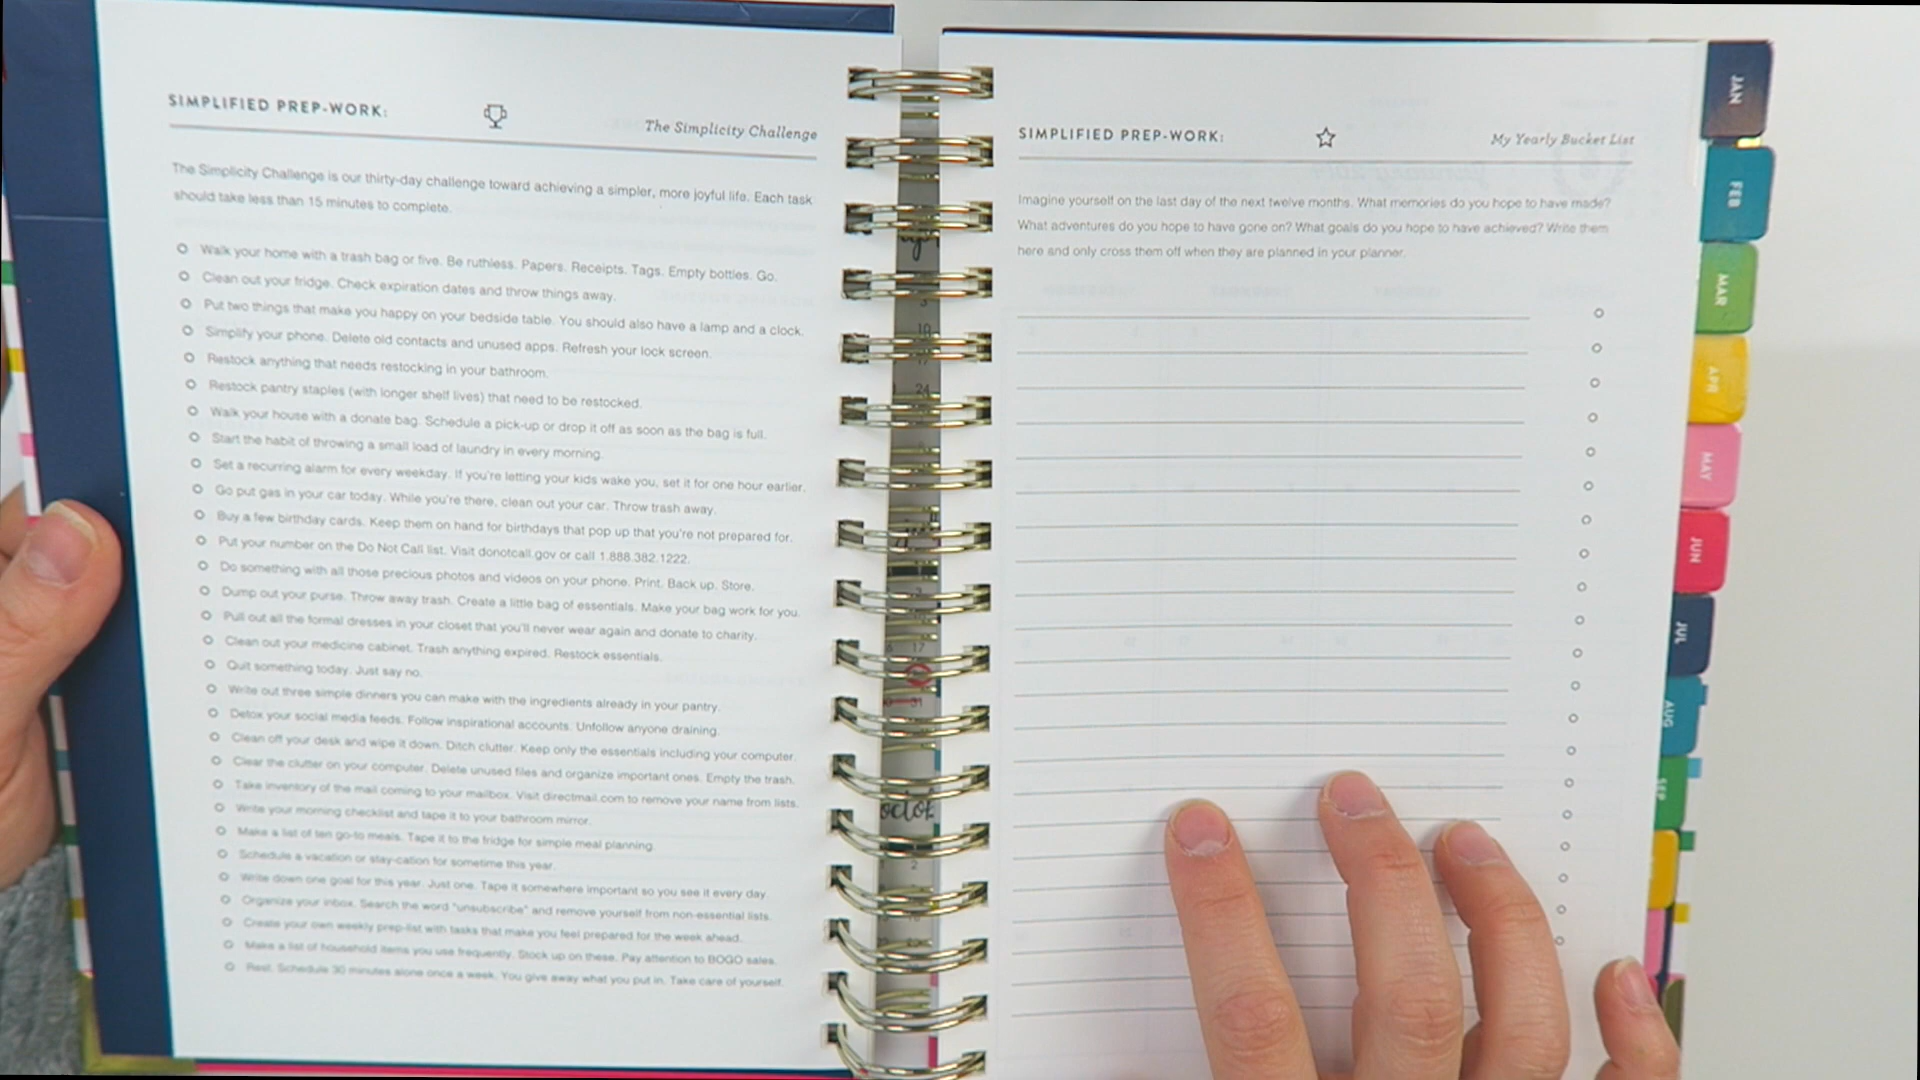 SIMPLIFIED PREP-WORK:
The Simplicity Challenge
The Simplicity Challenge is our thirty-day challenge toward achieving a simpler, more joyful life. Each task
should take less than 15 minutes to complete.
Walk your home with a trash bag or five. Be ruthless. Papers. Receipts. Tags. Empty bottles. Go.
Clean out your fridge. Check expiration dates and throw things away.
Put two things that make you happy on your bedside table. You should also have a lamp and a clock.
Simplify your phone. Delete old contacts and unused apps. Refresh your lock screen.
Restock anything that needs restocking in your bathroom.
Restock pantry staples (with longer shelf lives) that need to be restocked.
Walk your house with a donate bag. Schedule a pick-up or drop it off as soon as the bag is full.
Start the habit of throwing a small load of laundry in every morning.
Set a recurring alarm for every weekday. If you're letting your kids wake you, set it for one hour earlier.
Go put gas in your car today. While you're there, clean out your car. Throw trash away.
Buy a few birthday cards. Keep them on hand for birthdays that pop up that you're not prepared for.
Put your number on the Do Not Call list. Visit donotcall.gov or call 1.888.382.1222.
Do something with all those precious photos and videos on your phone. Print. Back up. Store.
Dump out your purse. Throw away trash. Create a little bag of essentials. Make your bag work for you.
Pull out all the formal dresses in your closet that you'll never wear again and donate to charity.
Clean out your medicine cabinet. Trash anything expired. Restock essentials.
Quit something today. Just say no.
Write out three simple dinners you can make with the ingredients already in your pantry.
Detox your social media feeds. Follow inspirational accounts. Unfollow anyone draining.
Clean off your desk and wipe it down. Ditch clutter. Keep only the essentials including your computer.
Clear the clutter on your computer. Delete unused files and organize important ones. Empty the trash.
Take inventory of the mail coming to your mailbox. Visit directmail.com to remove your name from lists.
Write your morning checklist and tape it to your bathroom mirror.
Make a list of ten go-to meals. Tape it to the fridge for simple meal planning.
Schedule a vacation or stay-cation for sometime this year.
Write down one goal for this year. Just one. Tape it somewhere important so you see it every day.
Organize your inbox. Search the word "unsubscribe" and remove yourself from non-essential lists.
Create your own weekly prep-list with tasks that make you feel prepared for the week ahead.
Make a list of household items you use frequently. Stock up on these. Pay attention to BOGO sales.
Rest. Schedule 30 minutes alone once a week. You give away what you put in. Take care of yourself.
10
24
17
31
octob
2
SIMPLIFIED PREP-WORK:
My Yearly Bucket List
Imagine yourself on the last day of the next twelve months. What memories do you hope to have made?
What adventures do you hope to have gone on? What goals do you hope to have achieved? Write them
here and only cross them off when they are planned in your planner.
JAN
FEB
MAR
APR
MAY
JUN
JUL
AUG
SEP